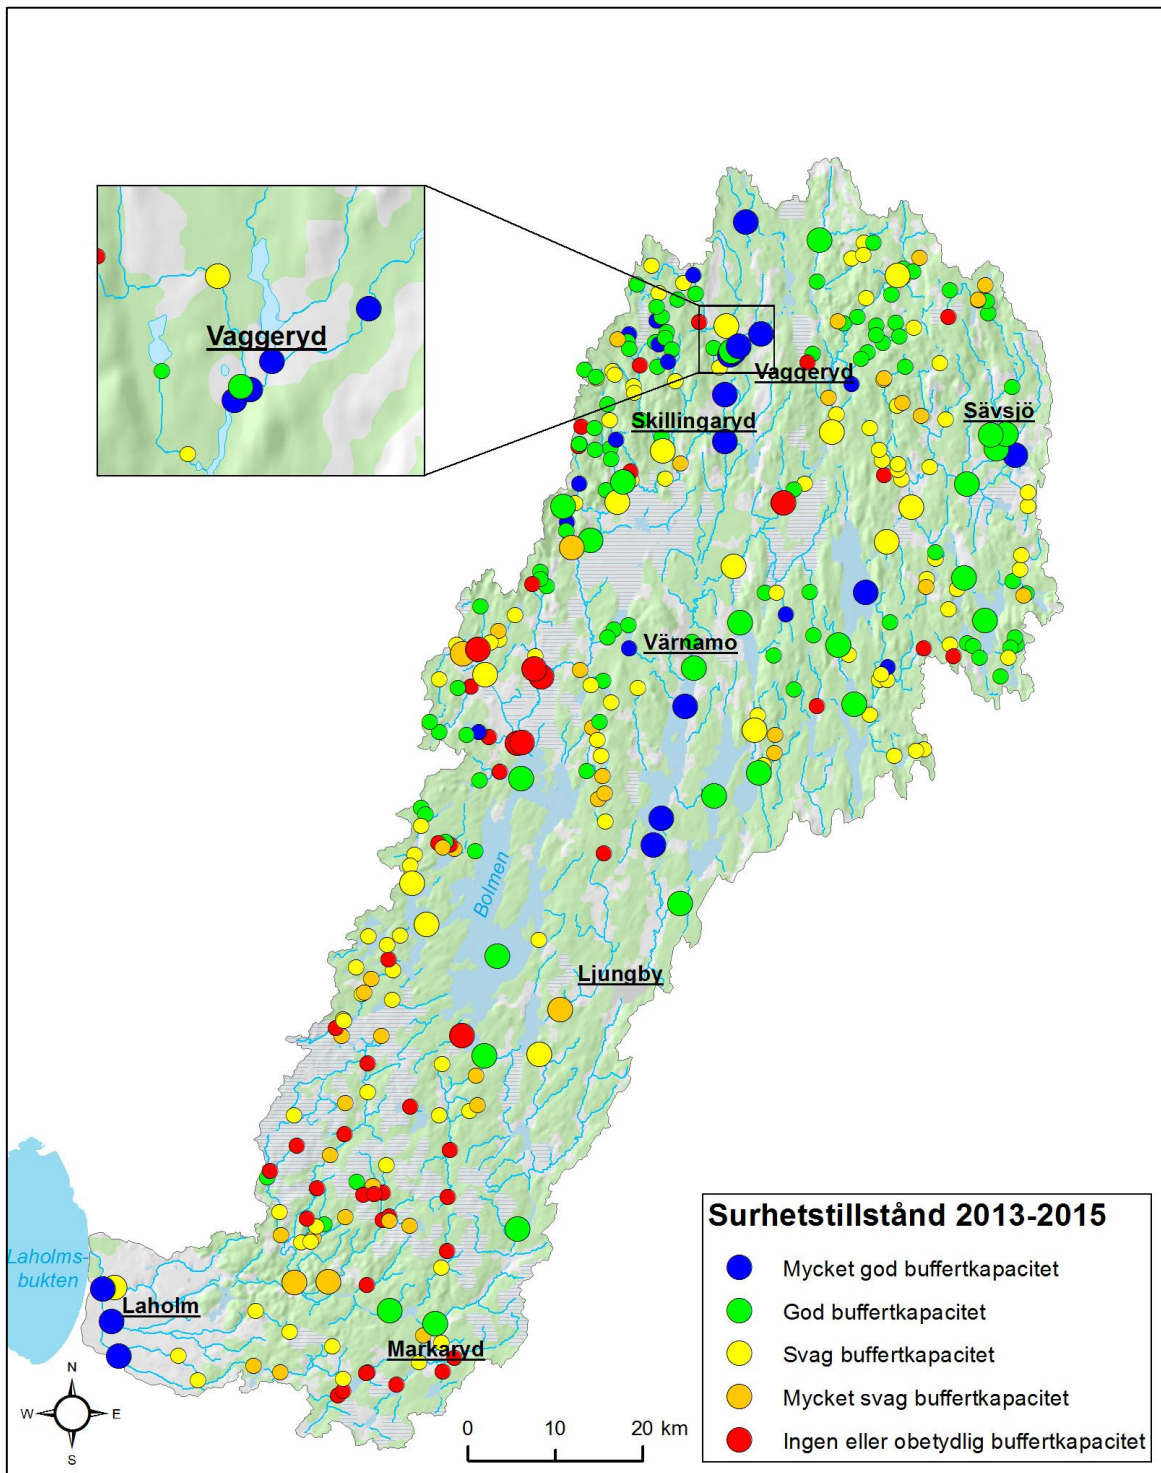 Vaggeryd
Vaggeryd
Skillingaryd
Sävsjö
Värnamo
Bolmen
Ljungby
Laholms-
bukten
Laholm
Markaryd
N
W
E
S
0
10
20 km
Surhetstillstånd 2013-2015
Mycket god buffertkapacitet
God buffertkapacitet
Svag buffertkapacitet
Mycket svag buffertkapacitet
Ingen eller obetydlig buffertkapacitet